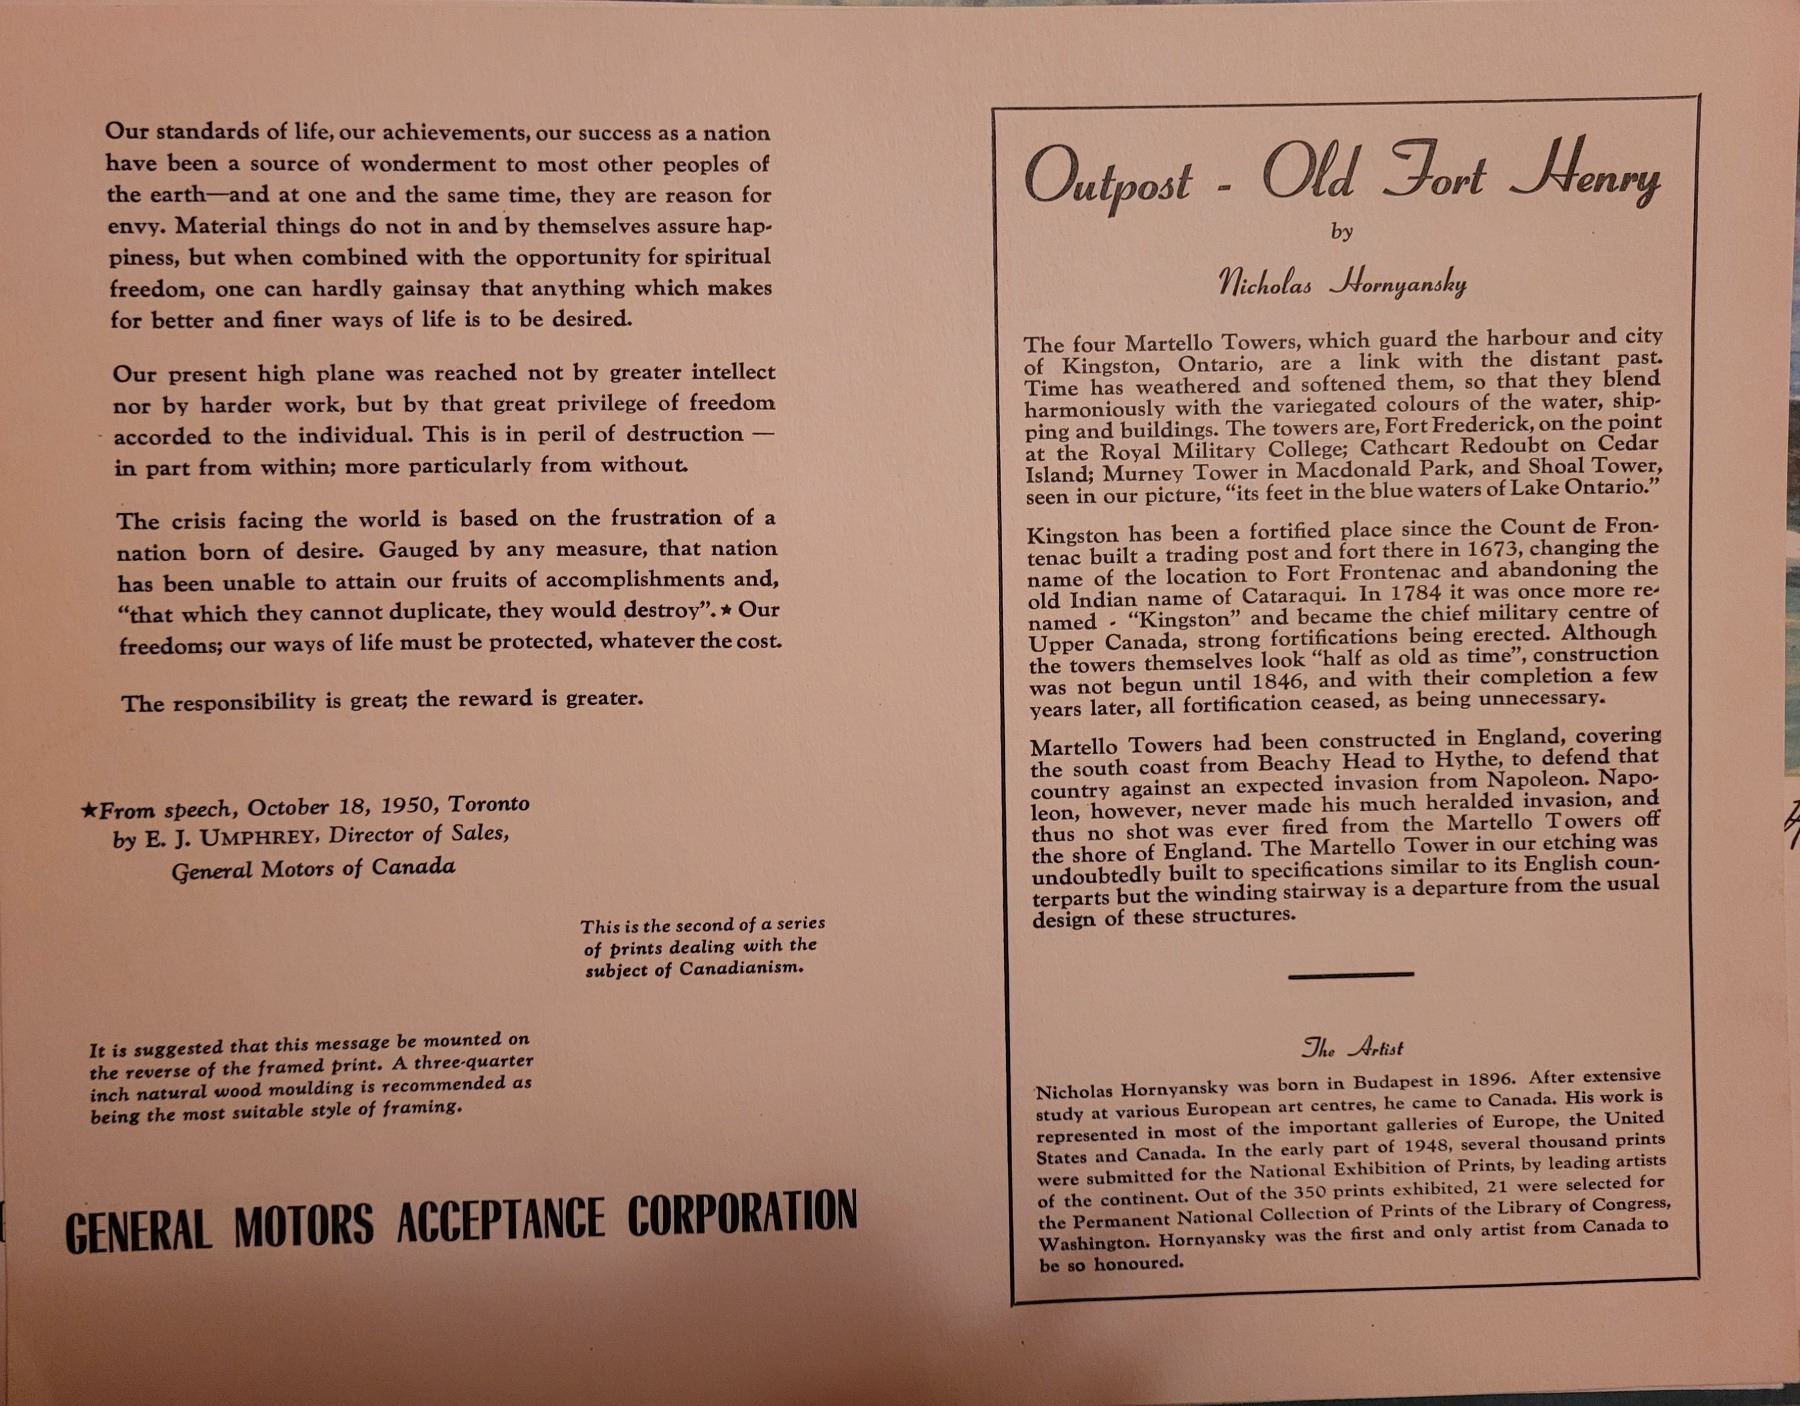 Our standards of life, our achievements, our success as a nation
have been a source of wonderment to most other peoples of
the earth—and at one and the same time, they are reason for
envy. Material things do not in and by themselves assure hap-
piness, but when combined with the opportunity for spiritual
freedom, one can hardly gainsay that anything which makes
for better and finer ways of life is to be desired.
Our present high plane was reached not by greater intellect
nor by harder work, but by that great privilege of freedom
accorded to the individual. This is in peril of destruction —
in part from within; more particularly from without.
The crisis facing the world is based on the frustration of a
nation born of desire. Gauged by any measure, that nation
has been unable to attain our fruits of accomplishments and,
“that which they cannot duplicate, they would destroy”.★ Our
freedoms; our ways of life must be protected, whatever the cost.
The responsibility is great; the reward is greater.
★From speech, October 18, 1950, Toronto
by E. J. UMPHREY, Director of Sales,
General Motors of Canada
This is the second of a series
of prints dealing with the
subject of Canadianism.
It is suggested that this message be mounted on
the reverse of the framed print. A three-quarter
inch natural wood moulding is recommended as
being the most suitable style of framing.
GENERAL MOTORS ACCEPTANCE CORPORATION
Outpost - Old Fort Henry
by
Nicholas Hornyansky
The four Martello Towers, which guard the harbour and city
of Kingston, Ontario, are a link with the distant past.
Time has weathered and softened them, so that they blend
harmoniously with the variegated colours of the water, ship-
ping and buildings. The towers are, Fort Frederick, on the point
at the Royal Military College; Cathcart Redoubt on Cedar
Island; Murney Tower in Macdonald Park, and Shoal Tower,
seen in our picture, “its feet in the blue waters of Lake Ontario.”
Kingston has been a fortified place since the Count de Fron-
tenac built a trading post and fort there in 1673, changing the
name of the location to Fort Frontenac and abandoning the
old Indian name of Cataraqui. In 1784 it was once more re-
named - “Kingston” and became the chief military centre of
Upper Canada, strong fortifications being erected. Although
the towers themselves look “half as old as time”, construction
was not begun until 1846, and with their completion a few
years later, all fortification ceased, as being unnecessary.
Martello Towers had been constructed in England, covering
the south coast from Beachy Head to Hythe, to defend that
country against an expected invasion from Napoleon. Napo-
leon, however, never made his much heralded invasion, and
thus no shot was ever fired from the Martello Towers off
the shore of England. The Martello Tower in our etching was
undoubtedly built to specifications similar to its English coun-
terparts but the winding stairway is a departure from the usual
design of these structures.
The Artist
Nicholas Hornyansky was born in Budapest in 1896. After extensive
study at various European art centres, he came to Canada. His work is
represented in most of the important galleries of Europe, the United
States and Canada. In the early part of 1948, several thousand prints
were submitted for the National Exhibition of Prints, by leading artists
of the continent. Out of the 350 prints exhibited, 21 were selected for
the Permanent National Collection of Prints of the Library of Congress,
Washington. Hornyansky was the first and only artist from Canada to
be so honoured.